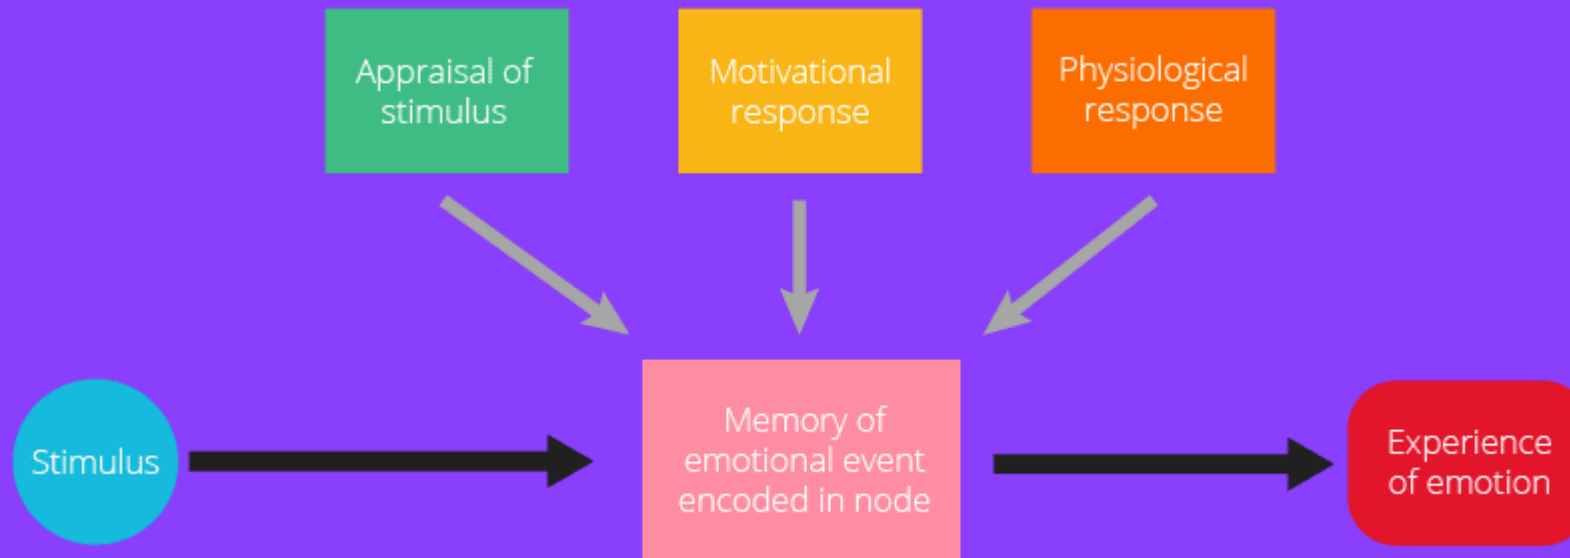 Appraisal of
stimulus
Motivational
response
Physiological
response
Stimulus
Memory of
emotional event
encoded in node
Experience
of emotion